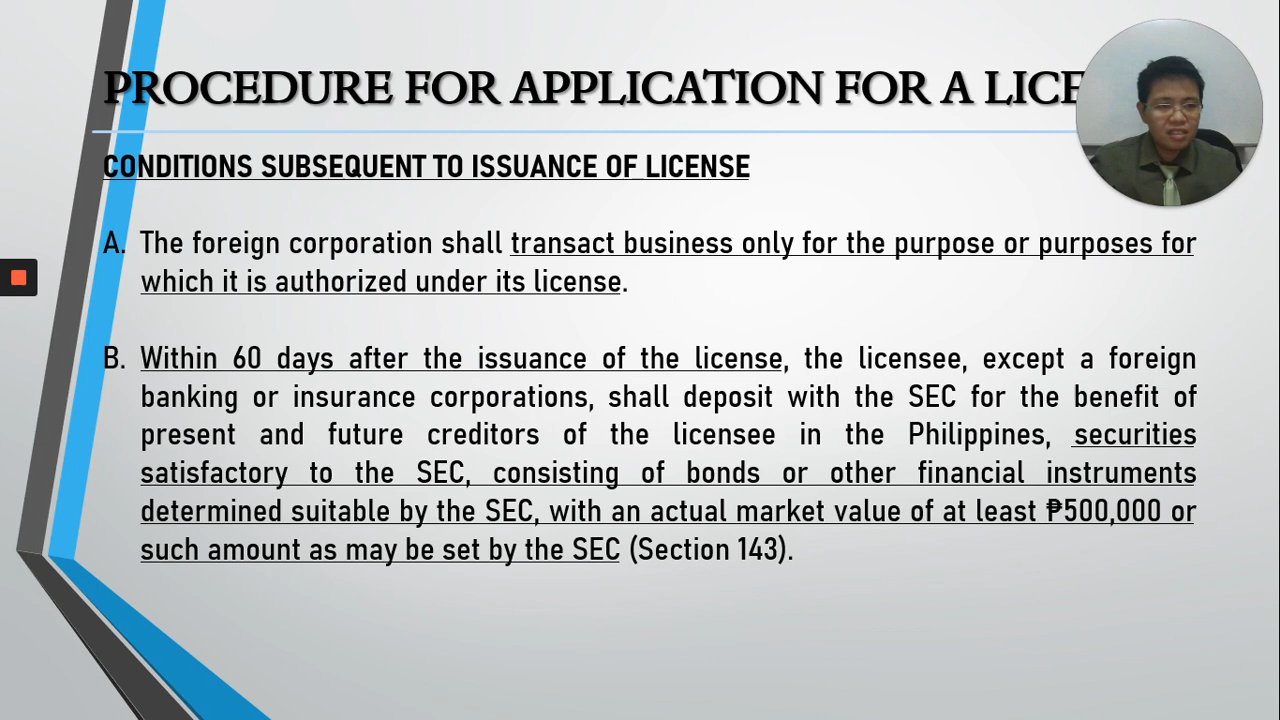 PROCEDURE FOR APPLICATION FOR A LICE
CONDITIONS SUBSEQUENT TO ISSUANCE OF LICENSE
A. The foreign corporation shall transact business only for the purpose or purposes for
which it is authorized under its license.
B. Within 60 days after the issuance of the license, the licensee, except a foreign
banking or insurance corporations, shall deposit with the SEC for the benefit of
present and future creditors of the licensee in the Philippines, securities
satisfactory to the SEC, consisting of bonds or other financial instruments
determined suitable by the SEC, with an actual market value of at least ₱500,000 or
such amount as may be set by the SEC (Section 143).